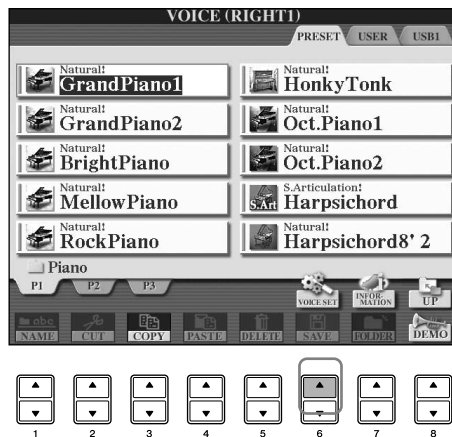 VOICE (RIGHT1)
PRESET USER USB1
Natural!
GrandPiano1
Natural!
HonkyTonk
Natural!
GrandPiano2
Natural!
Oct.Piano1
Natural!
BrightPiano
Natural!
Oct.Piano2
Natural!
MellowPiano
S.Art
S.Articulation!
Harpsichord
Natural!
RockPiano
Natural!
Harpsichord8' 2
Piano
P1 P2 P3
VOICE SET
INFOR-
MATION
UP
abc
NAME CUT COPY PASTE DELETE SAVE FOLDER DEMO
1 2 3 4 5 6 7 8